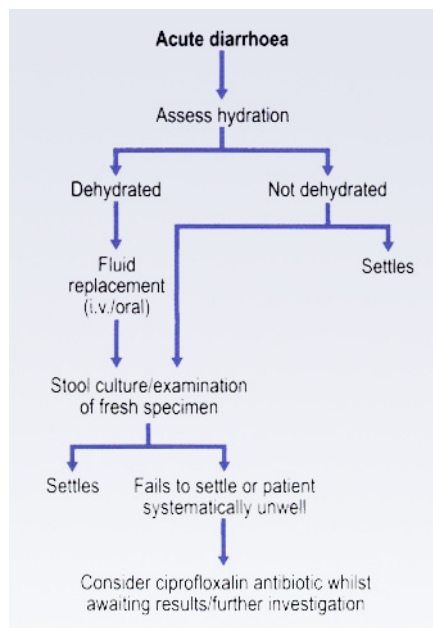 Acute diarrhoea
Assess hydration
Dehydrated
Not dehydrated
Fluid
replacement
(i.v./oral)
Settles
Stool culture/examination
of fresh specimen
Settles
Fails to settle or patient
systematically unwell
Consider ciprofloxalin antibiotic whilst
awaiting results/further investigation